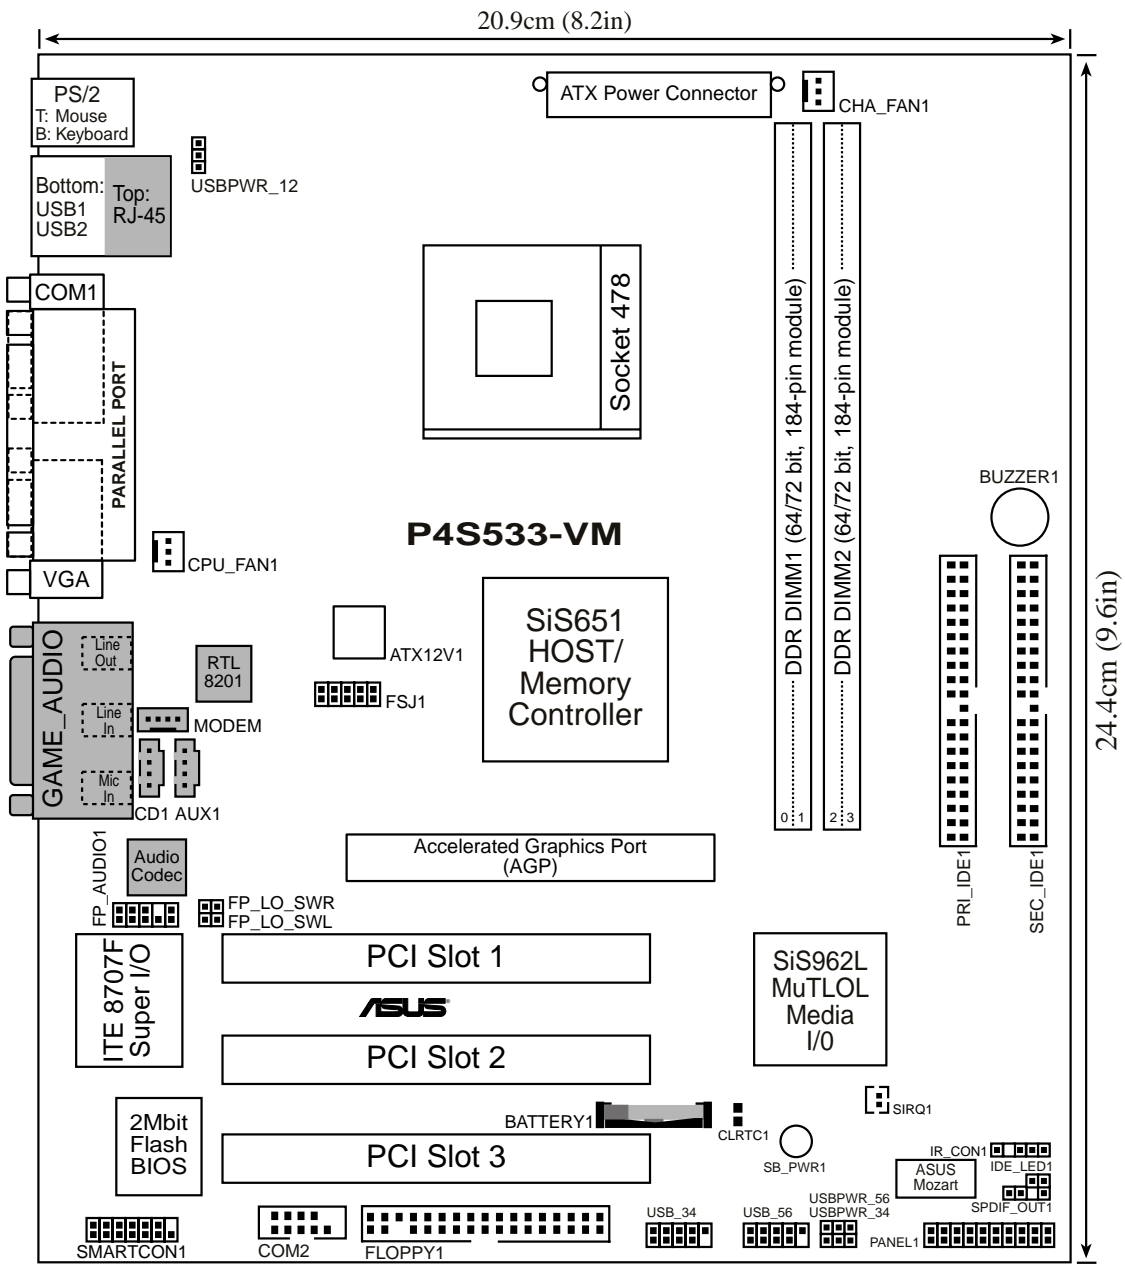 20.9cm (8.2in)
PS/2
T: Mouse
B: Keyboard
ATX Power Connector
CHA_FAN1
USBPWR_12
Bottom:
USB1
USB2
Top:
RJ-45
COM1
PARALLEL PORT
VGA
Socket 478
DDR DIMM1 (64/72 bit, 184-pin module)
DDR DIMM2 (64/72 bit, 184-pin module)
0 1
2 3
BUZZER1
24.4cm (9.6in)
P4S533-VM
CPU_FAN1
ATX12V1
FSJ1
SiS651
HOST/
Memory
Controller
GAME_AUDIO
Line
Out
Line
In
Mic
In
RTL
8201
MODEM
CD1
AUX1
PRI_IDE1
SEC_IDE1
Accelerated Graphics Port
(AGP)
FP_AUDIO1
Audio
Codec
FP_LO_SWR
FP_LO_SWL
PCI Slot 1
ITE 8707F
Super I/O
ASUS
SiS962L
MuTLOL
Media
I/0
PCI Slot 2
2Mbit
Flash
BIOS
BATTERY1
CLRTC1
SIRQ1
PCI Slot 3
SB_PWR1
IR_CON1
IDE_LED1
ASUS
Mozart
SPDIF_OUT1
SMARTCON1
COM2
FLOPPY1
USB_34
USB_56
USBPWR_56
USBPWR_34
PANEL1